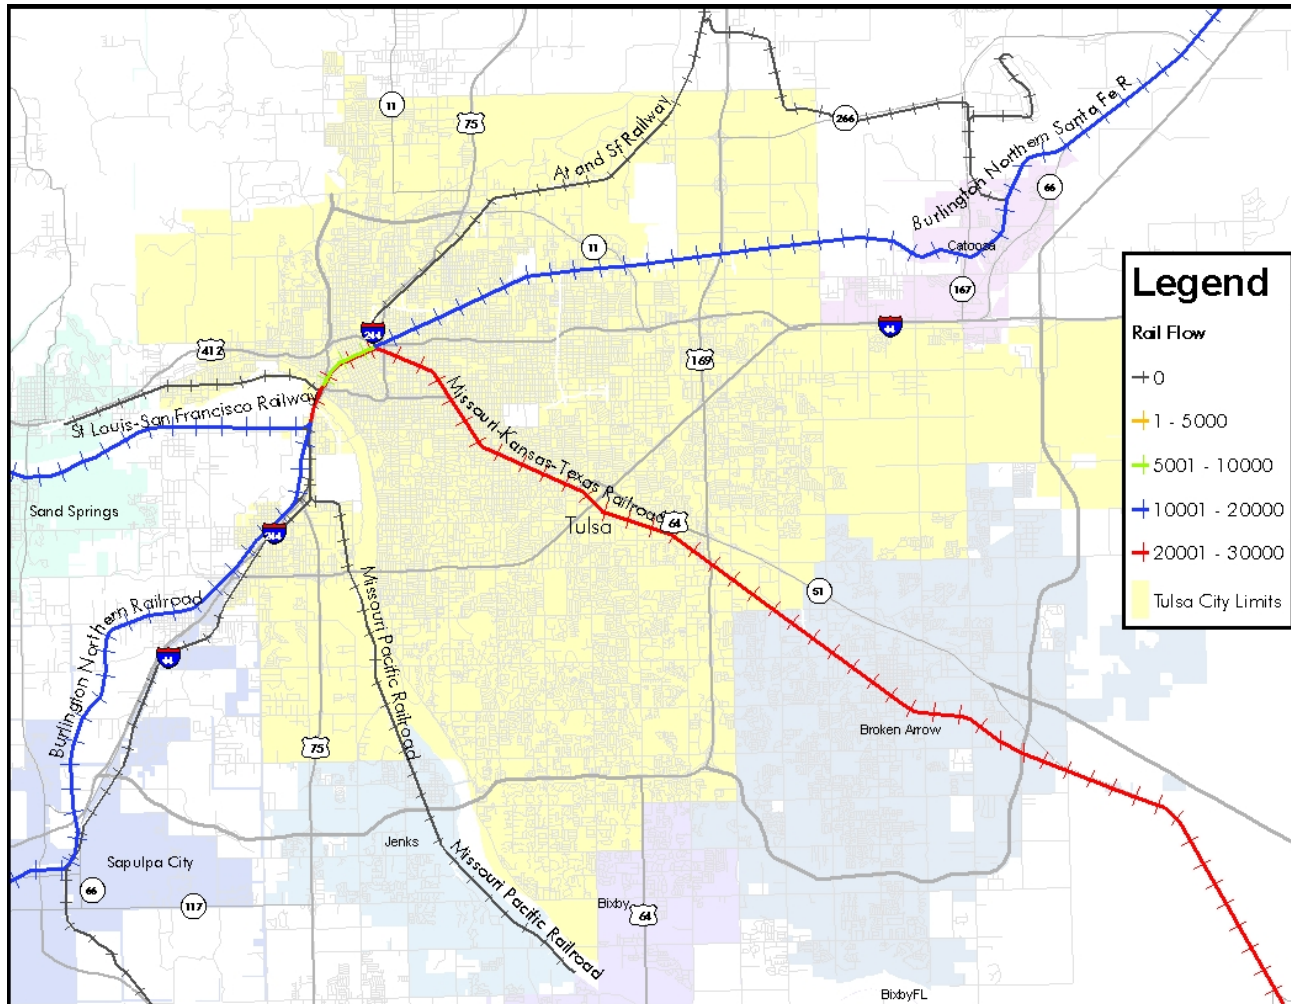 11
75
266
At and Sf Railway
Burlington Northern Santa Fe R
66
11
Catoosa
167
244
44
412
169
Legend
Rail Flow
0
1 - 5000
5001 - 10000
10001 - 20000
20001 - 30000
Tulsa City Limits
St Louis-San Francisco Railway
Missouri-Kansas-Texas Railroad
Sand Springs
64
Tulsa
244
51
Burlington Northern Railroad
Missouri Pacific Railroad
44
75
Broken Arrow
Jenks
Sapulpa City
Missouri Pacific Railroad
66
117
Bixby
64
BixbyFL